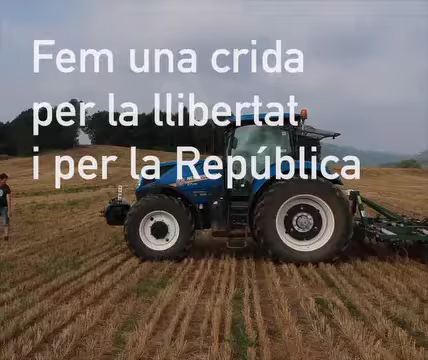 Fem una crida
per la llibertat
i per la República